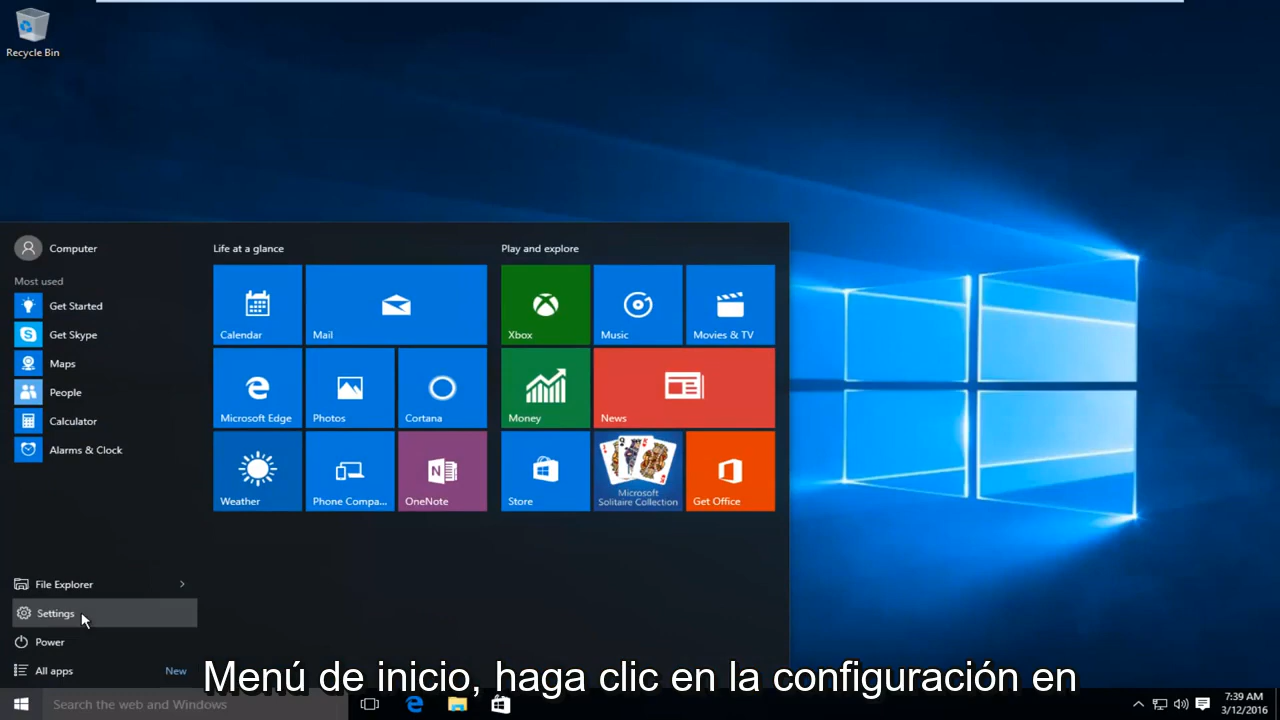 Recycle Bin
Computer
Most used
Get Started
Get Skype
Maps
People
Calculator
Alarms & Clock
File Explorer
Settings
Power
All apps New
Life at a glance
Calendar
Mail
Microsoft Edge
Photos
Cortana
Weather
Phone Compa...
OneNote
Play and explore
Xbox
Music
Movies & TV
Money
News
Store
Microsoft
Solitaire Collection
Get Office
Menú de inicio, haga clic en la configuración en
Search the web and Windows
7:39 AM
3/12/2016